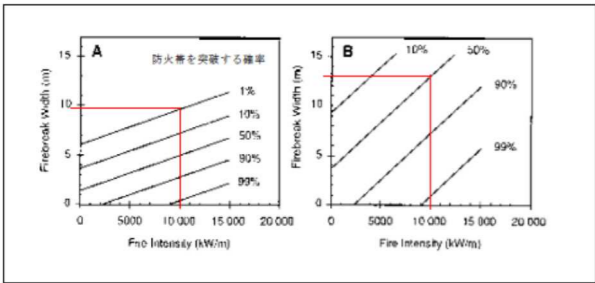 A
防火帯を突破する確率
15
10
5
0
Firebreak Width (m)
1%
10%
50%
90%
99%
0 5000 10 000 15 000 20 000
Fire Intensity (kW/m)
B
15
10
5
0
Firebreak Width (m)
10%
50%
90%
99%
0 5000 10 000 15 000 20 000
Fire Intensity (kW/m)